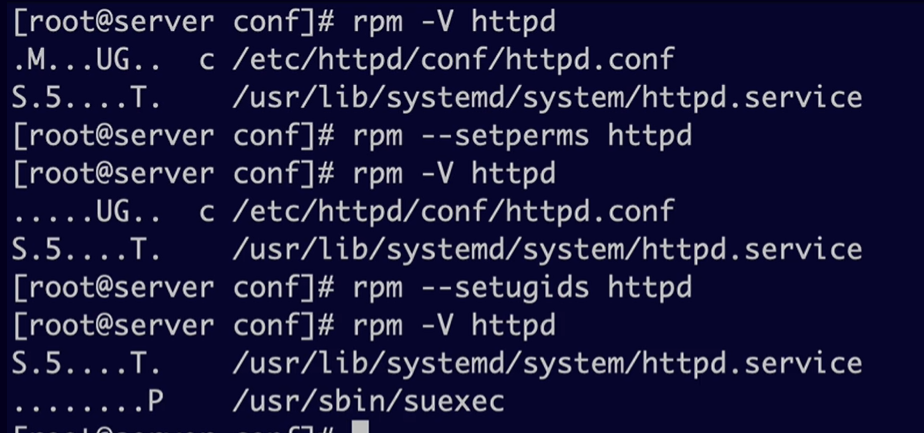 [root@server conf]# rpm -V httpd
.M...UG..  c /etc/httpd/conf/httpd.conf
S.5....T.    /usr/lib/systemd/system/httpd.service
[root@server conf]# rpm --setperms httpd
[root@server conf]# rpm -V httpd
.....UG..  c /etc/httpd/conf/httpd.conf
S.5....T.    /usr/lib/systemd/system/httpd.service
[root@server conf]# rpm --setugids httpd
[root@server conf]# rpm -V httpd
S.5....T.    /usr/lib/systemd/system/httpd.service
........P    /usr/sbin/suexec
[root@server conf]#